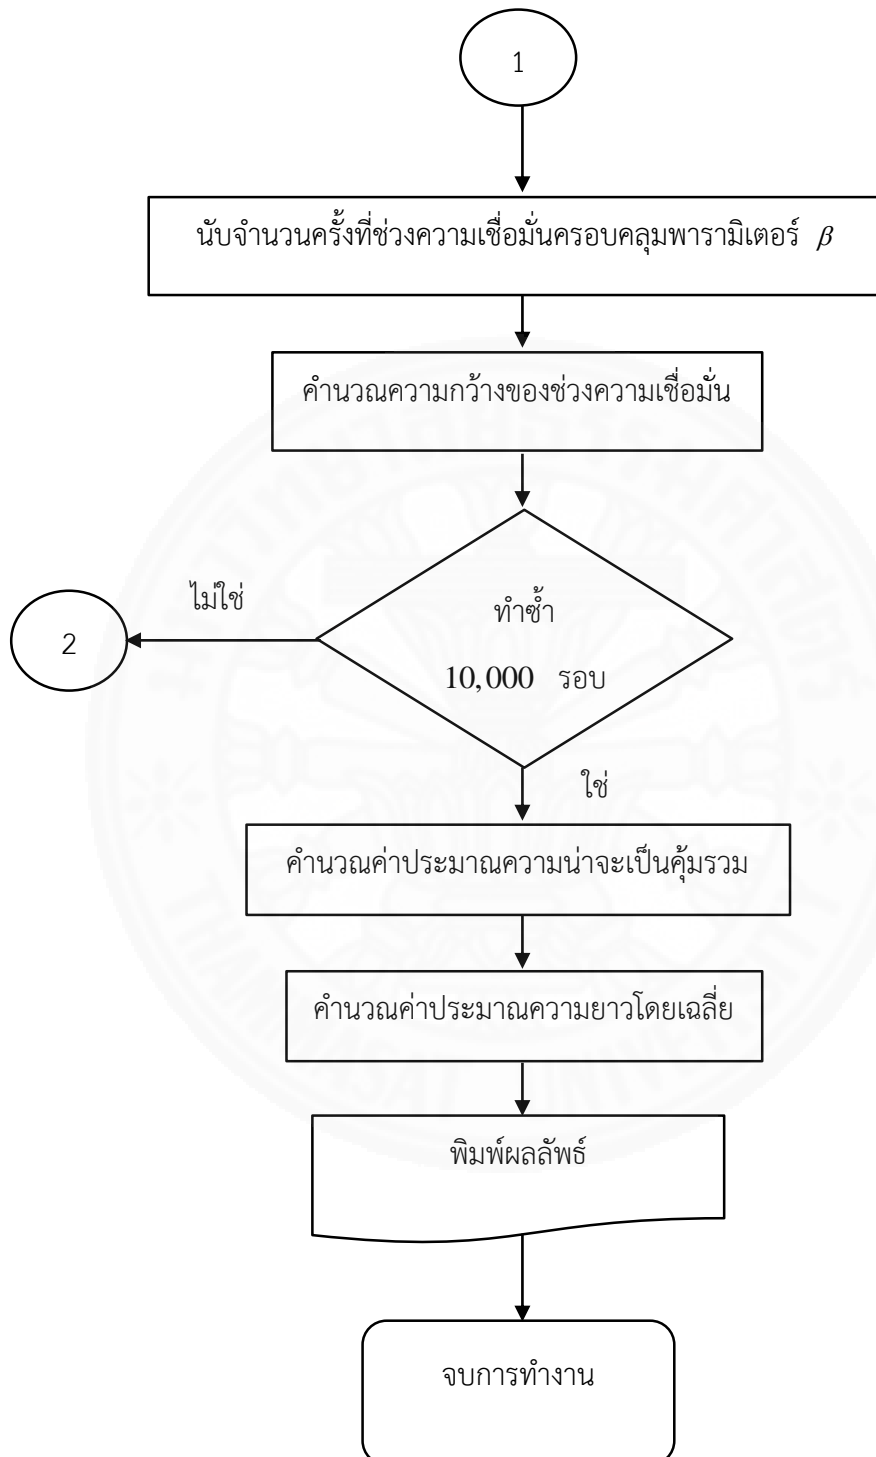 1
นับจำนวนครั้งที่ช่วงความเชื่อมั่นครอบคลุมพารามิเตอร์ β
คำนวณความกว้างของช่วงความเชื่อมั่น
ไม่ใช่
ทำซ้ำ
2
10,000 รอบ
ใช่
คำนวณค่าประมาณความน่าจะเป็นคุ้มรวม
คำนวณค่าประมาณความยาวโดยเฉลี่ย
พิมพ์ผลลัพธ์
จบการทำงาน